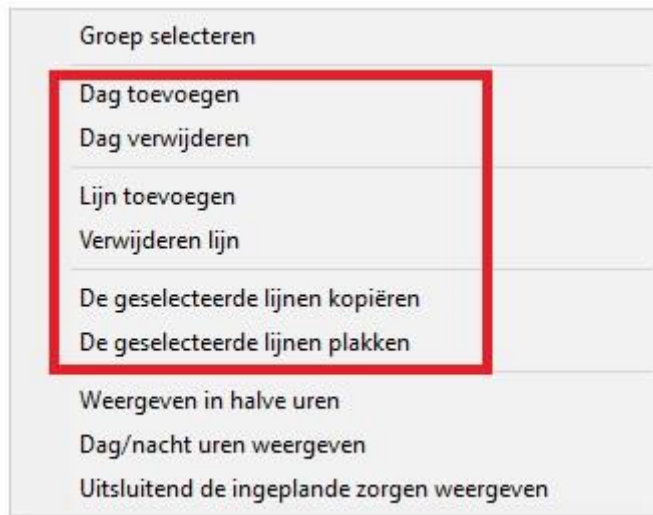 Groep selecteren
Dag toevoegen
Dag verwijderen
Lijn toevoegen
Verwijderen lijn
De geselecteerde lijnen kopiëren
De geselecteerde lijnen plakken
Weergeven in halve uren
Dag/nacht uren weergeven
Uitsluitend de ingeplande zorgen weergeven